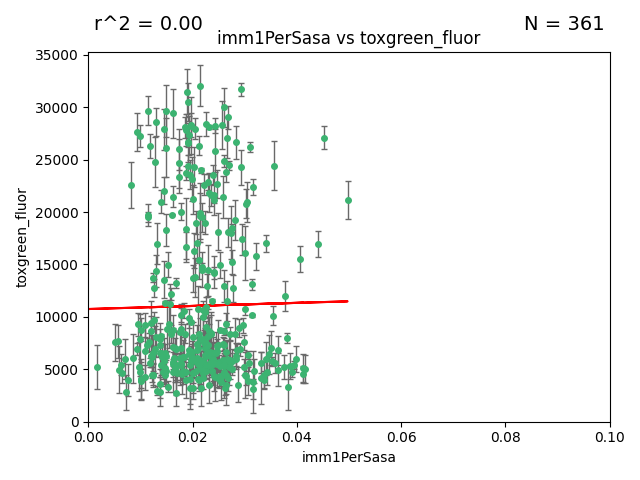 r^2 = 0.00
N = 361
imm1PerSasa vs toxgreen_fluor
35000
30000
25000
20000
15000
10000
5000
0
toxgreen_fluor
0.00
0.02
0.04
0.06
0.08
0.10
imm1PerSasa